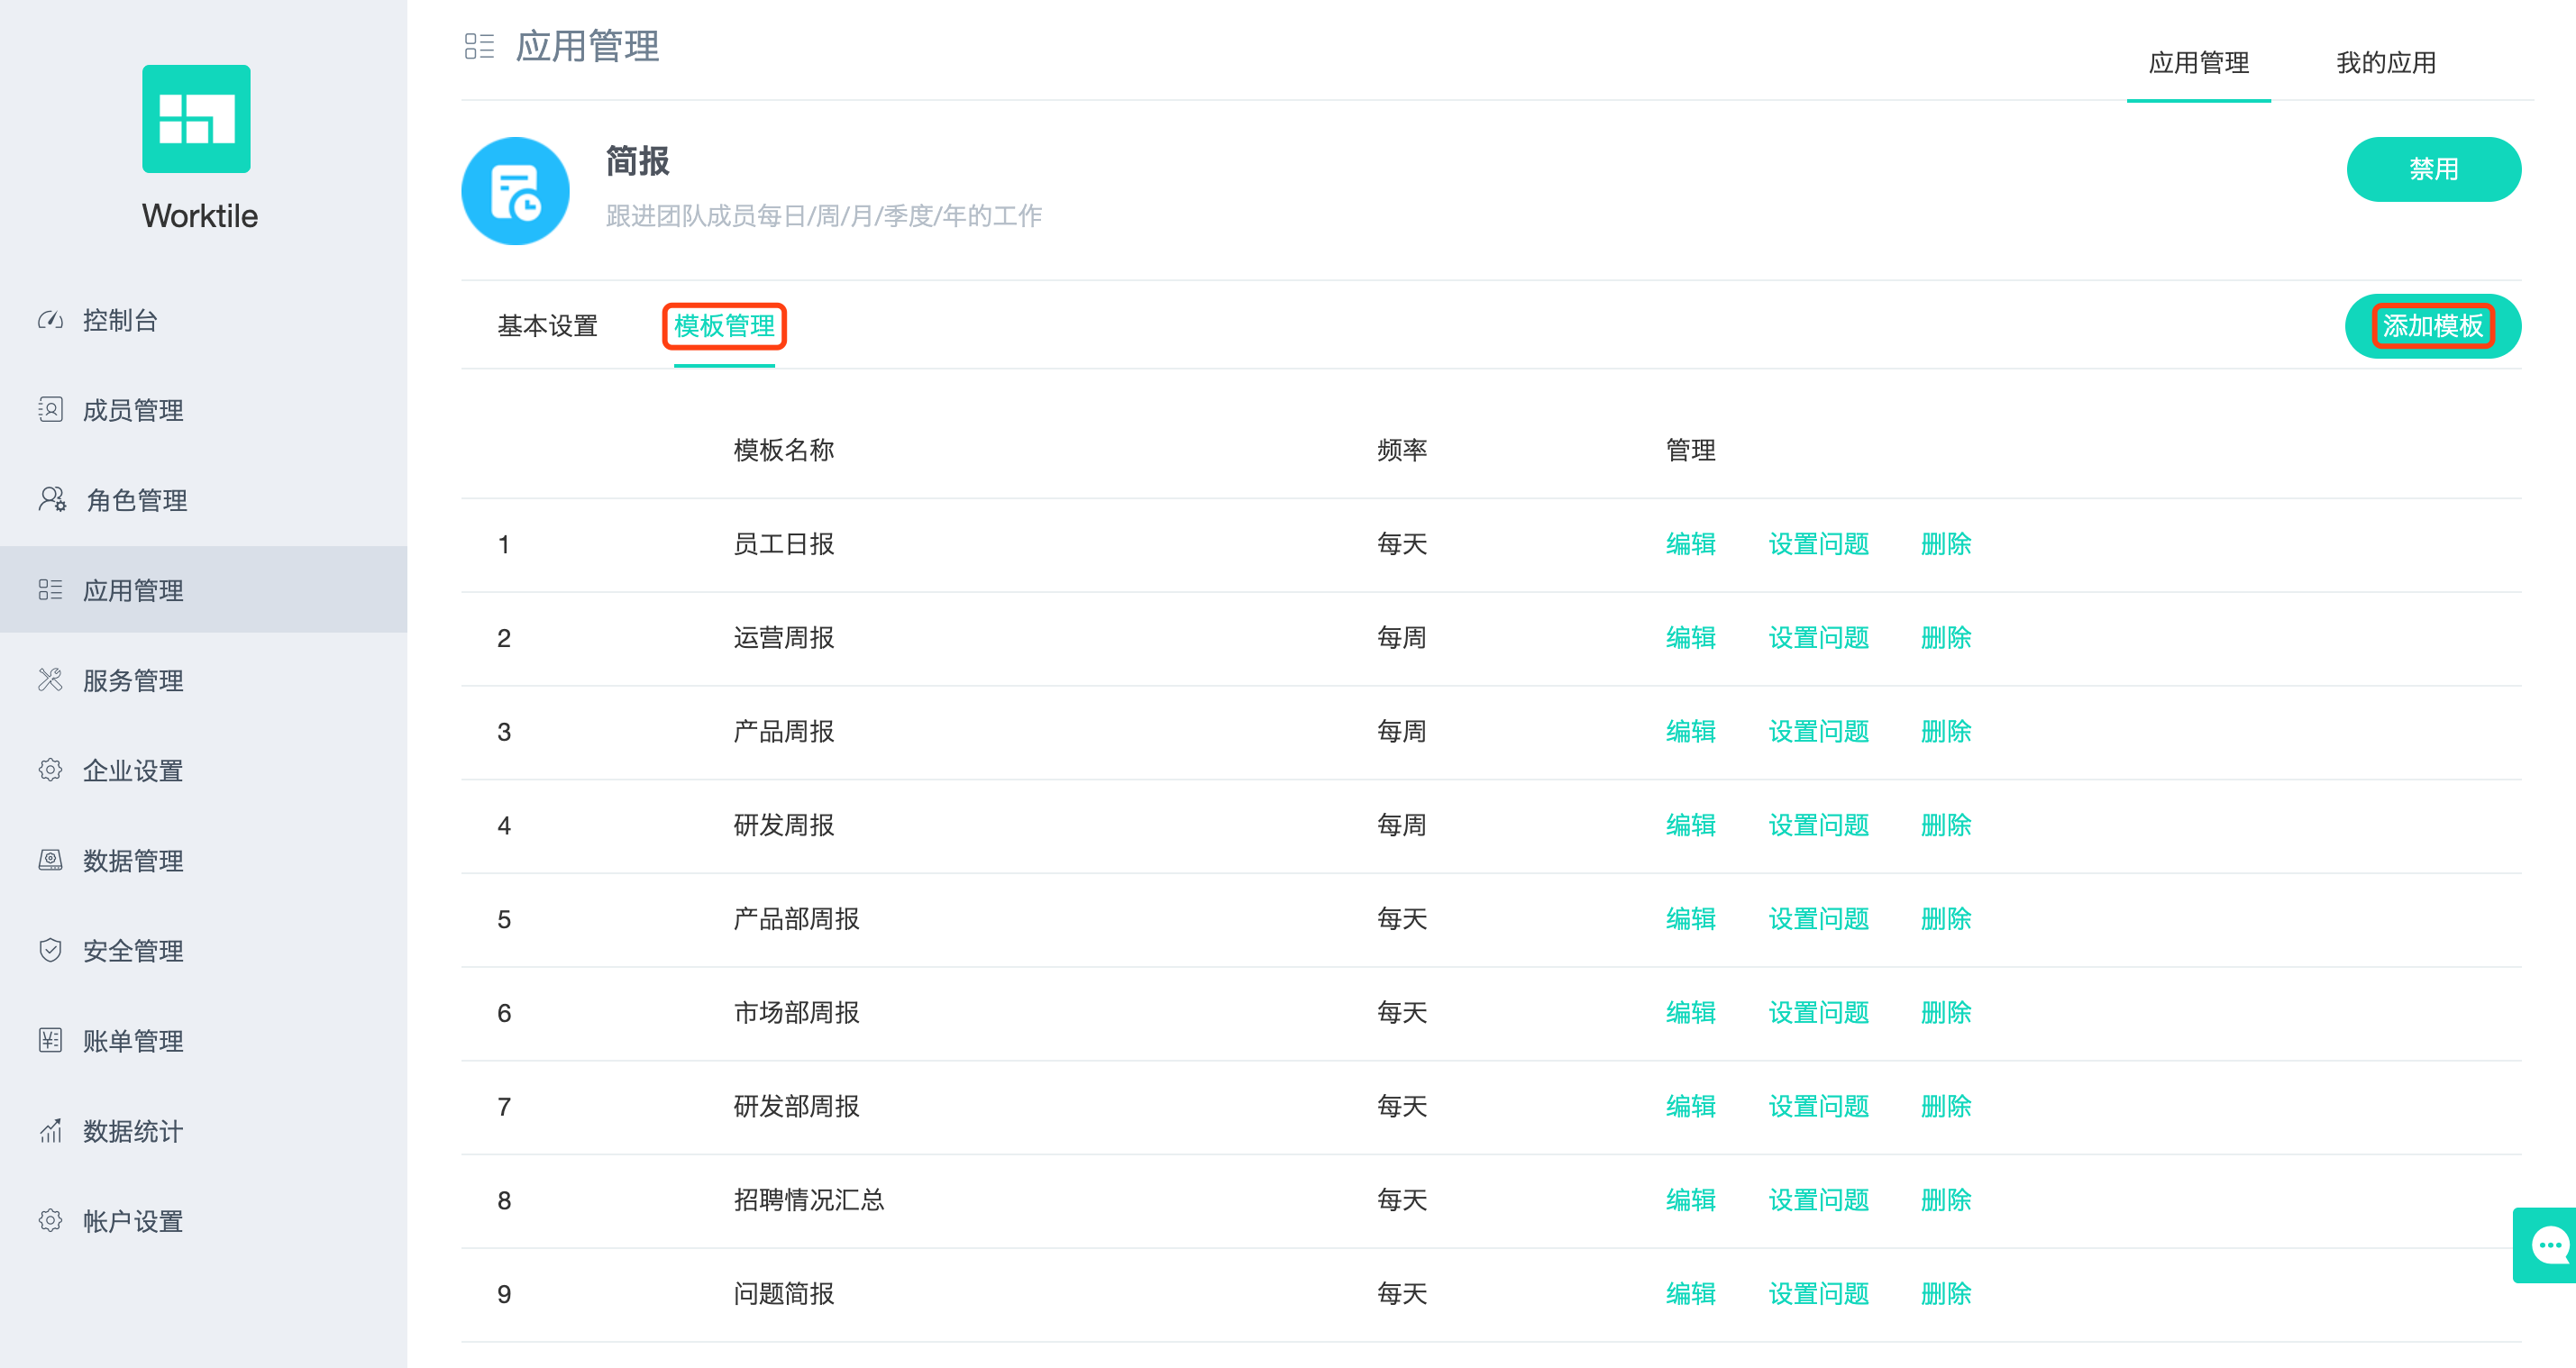 Worktile
控制台
成员管理
角色管理
应用管理
服务管理
企业设置
数据管理
安全管理
账单管理
数据统计
帐户设置
应用管理
应用管理 我的应用
简报
跟进团队成员每日/周/月/季度/年的工作
禁用
基本设置 模板管理 添加模板
模板名称 频率 管理
1 员工日报 每天 编辑 设置问题 删除
2 运营周报 每周 编辑 设置问题 删除
3 产品周报 每周 编辑 设置问题 删除
4 研发周报 每周 编辑 设置问题 删除
5 产品部周报 每天 编辑 设置问题 删除
6 市场部周报 每天 编辑 设置问题 删除
7 研发部周报 每天 编辑 设置问题 删除
8 招聘情况汇总 每天 编辑 设置问题 删除
9 问题简报 每天 编辑 设置问题 删除